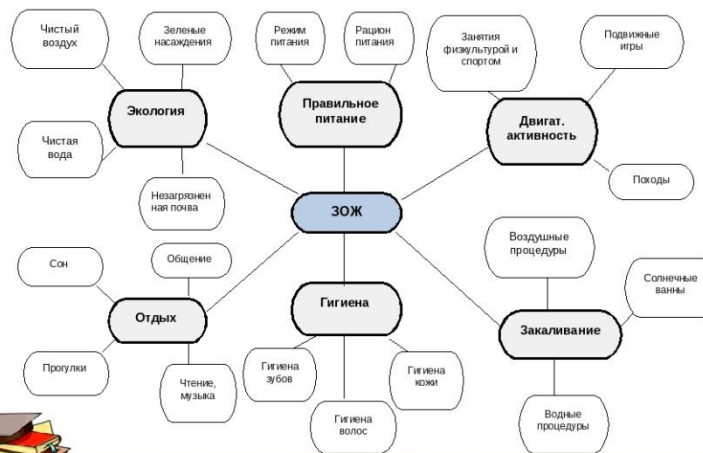 Чистый
воздух
Зеленые
насаждения
Режим
питания
Рацион
питания
Занятия
физкультурой и
спортом
Подвижные
игры
Экология
Правильное
питание
Двигат.
активность
Чистая
вода
Незагрязнен
ная почва
Походы
ЗОЖ
Сон
Общение
Воздушные
процедуры
Солнечные
ванны
Отдых
Гигиена
Закаливание
Прогулки
Чтение,
музыка
Гигиена
зубов
Гигиена
волос
Гигиена
кожи
Водные
процедуры